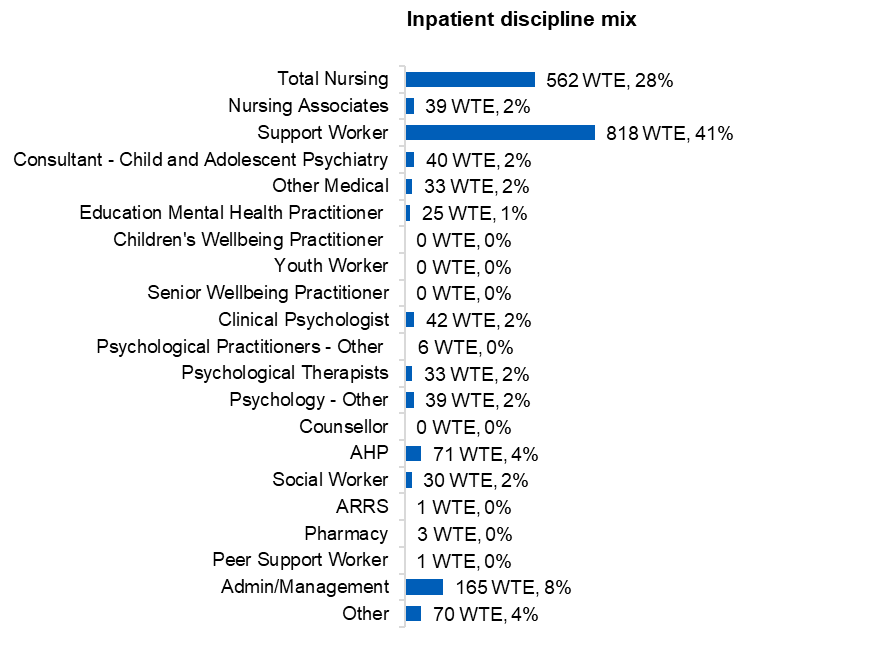 Inpatient discipline mix
Total Nursing 562 WTE, 28%
Nursing Associates 39 WTE, 2%
Support Worker 818 WTE, 41%
Consultant - Child and Adolescent Psychiatry 40 WTE, 2%
Other Medical 33 WTE, 2%
Education Mental Health Practitioner 25 WTE, 1%
Children's Wellbeing Practitioner 0 WTE, 0%
Youth Worker 0 WTE, 0%
Senior Wellbeing Practitioner 0 WTE, 0%
Clinical Psychologist 42 WTE, 2%
Psychological Practitioners - Other 6 WTE, 0%
Psychological Therapists 33 WTE, 2%
Psychology - Other 39 WTE, 2%
Counsellor 0 WTE, 0%
AHP 71 WTE, 4%
Social Worker 30 WTE, 2%
ARRS 1 WTE, 0%
Pharmacy 3 WTE, 0%
Peer Support Worker 1 WTE, 0%
Admin/Management 165 WTE, 8%
Other 70 WTE, 4%